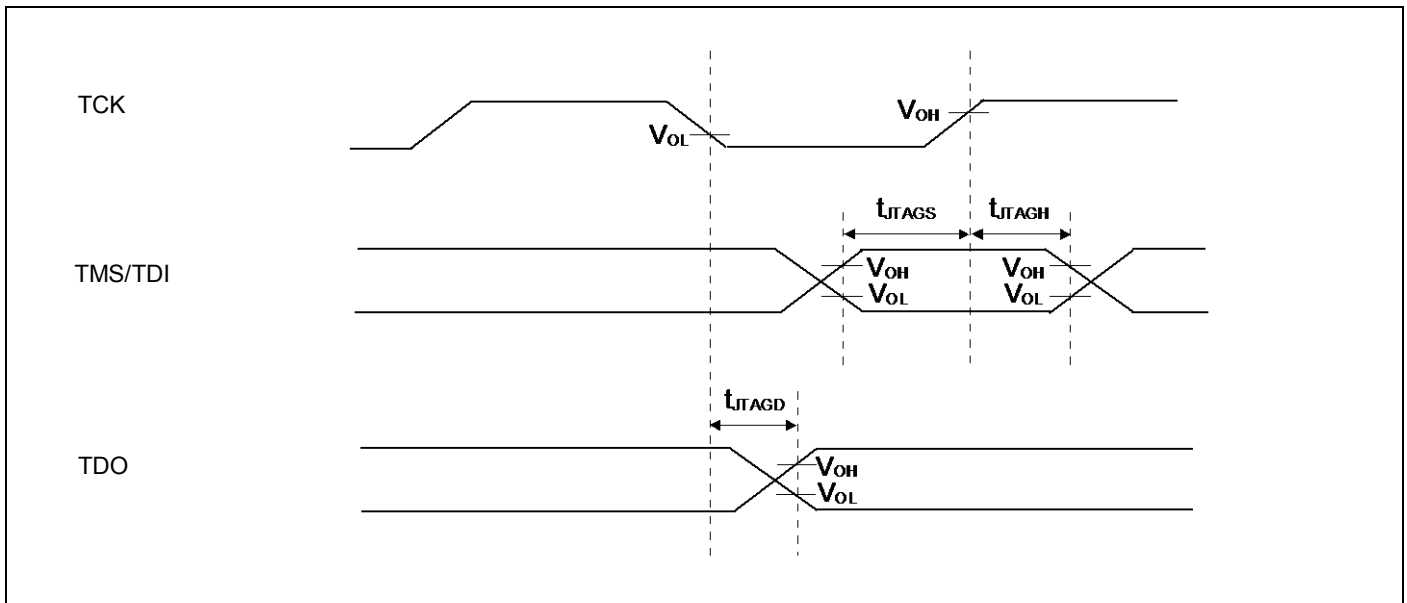 TCK
VOL
VOH
tJTAGS
tJTAGH
TMS/TDI
VOH
VOL
VOH
VOL
tJTAGD
TDO
VOH
VOL